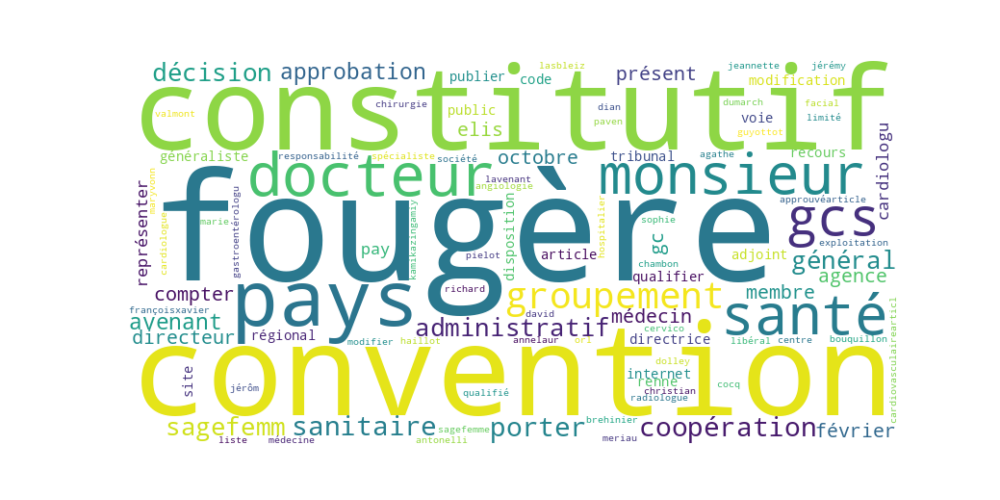 lasbleiz jeannette jérémy
décision approbation publier code présent modification
constitutif
valmont chirurgie public elis dian paven dumarch voie facial limité guyottot
généraliste responsabilité spécialiste société octobre tribunal agathe recours cardiologu
docteur monsieur
lavenant angiologie approuvéarticle
fougère
représenter maryvonn cardiologue marie gastroentérologu pay kamikazingamiy pielot disposition article hospitalier sophie gc chambon adjoint gcs exploitation
général
pays richard qualifier agence
compter groupement membre santé
françoisxavier avenant david médecin
directeur régional administratif annelaur cervico directrice libéral centre bouquillon
modifier haillot orl
convention
site jérôm qualifié dolley internet renne christian radiologue cocq cardiovasculairearticl
sagefemm sanitaire sagefemme porter brehinier coopération février
liste médecine antonelli meriau